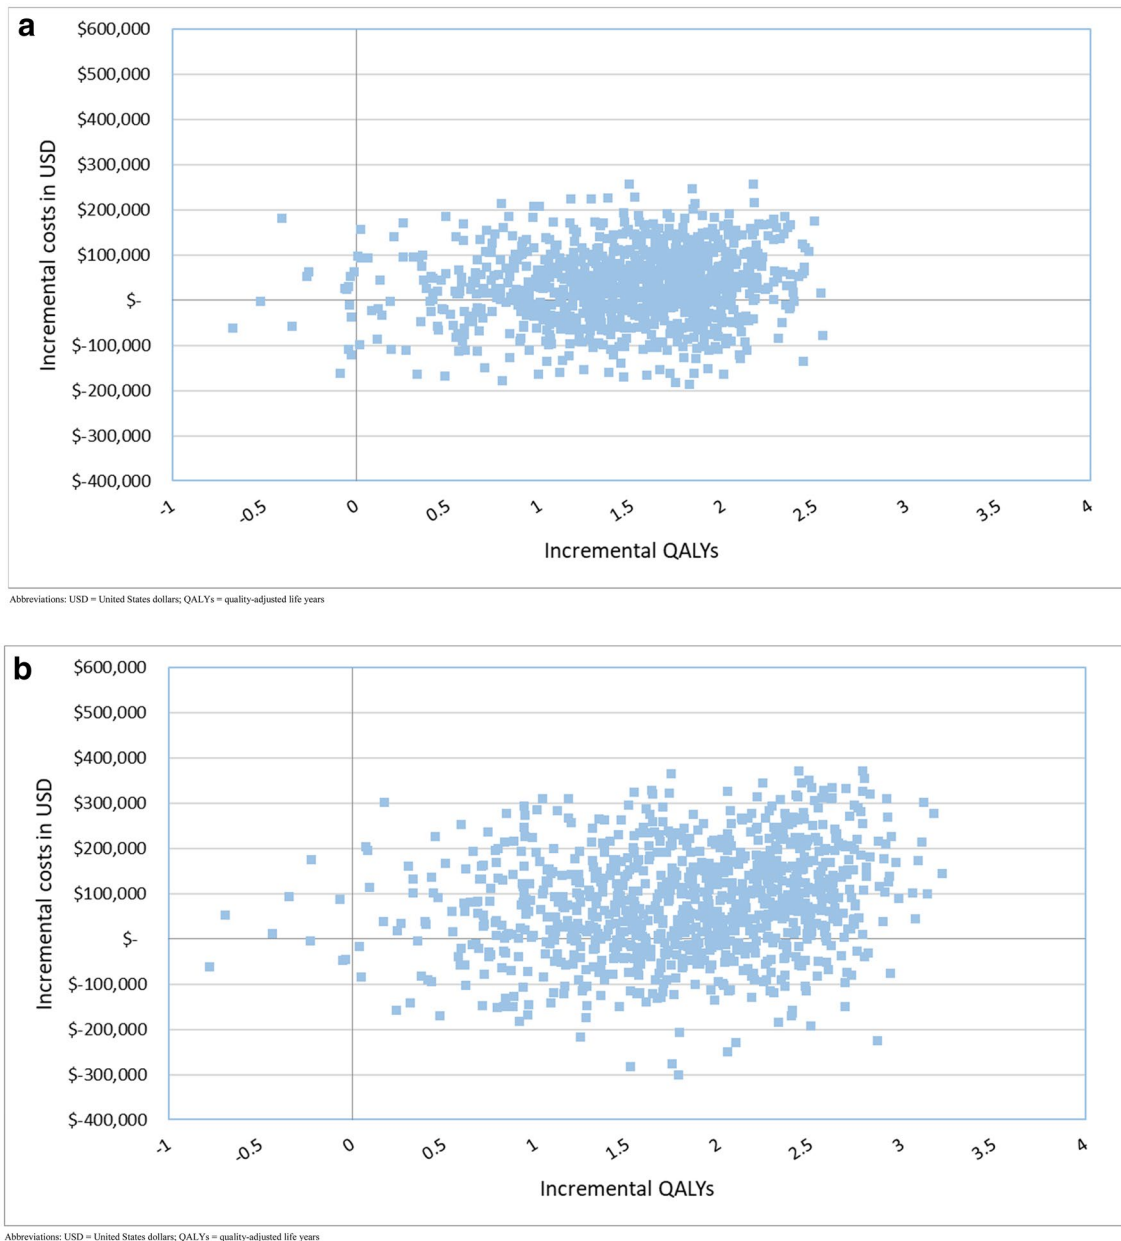 a
$600,000
$500,000
$400,000
$300,000
$200,000
$100,000
$-
$-100,000
$-200,000
$-300,000
$-400,000
Incremental costs in USD
-1 -0.5 0 0.5 1 1.5 2 2.5 3 3.5 4
Incremental QALYs
Abbreviations: USD = United States dollars; QALYs = quality-adjusted life years
b
$600,000
$500,000
$400,000
$300,000
$200,000
$100,000
$-
$-100,000
$-200,000
$-300,000
$-400,000
Incremental costs in USD
-1 -0.5 0 0.5 1 1.5 2 2.5 3 3.5 4
Incremental QALYs
Abbreviations: USD = United States dollars; QALYs = quality-adjusted life years